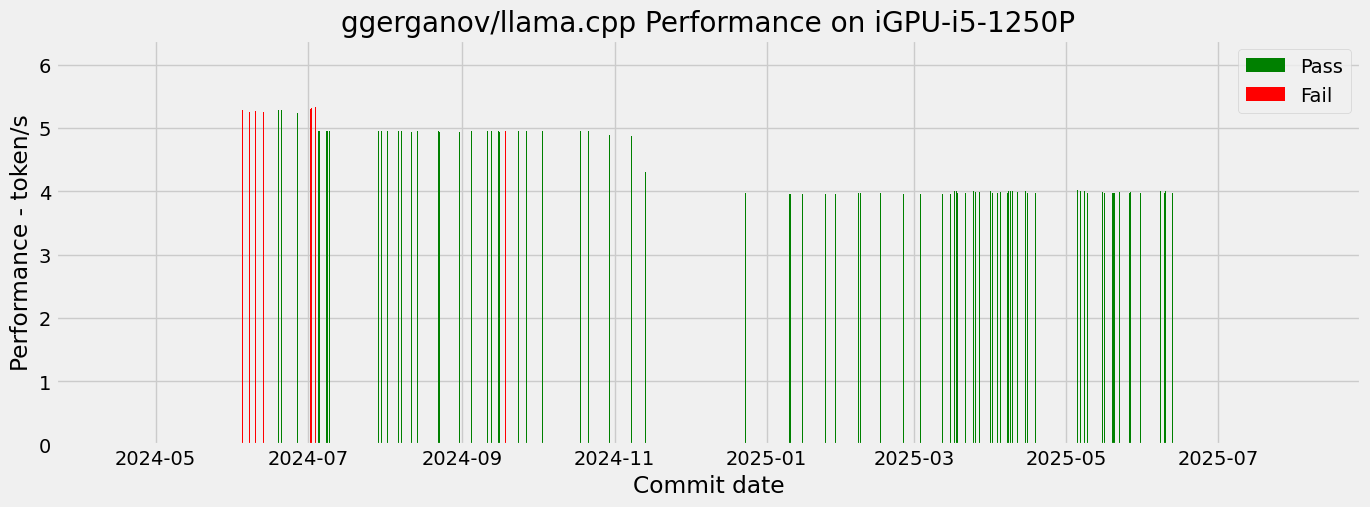 ggerganov/llama.cpp Performance on iGPU-i5-1250P
Pass
Fail
Performance - token/s
6
5
4
3
2
1
0
2024-05 2024-07 2024-09 2024-11 2025-01 2025-03 2025-05 2025-07
Commit date